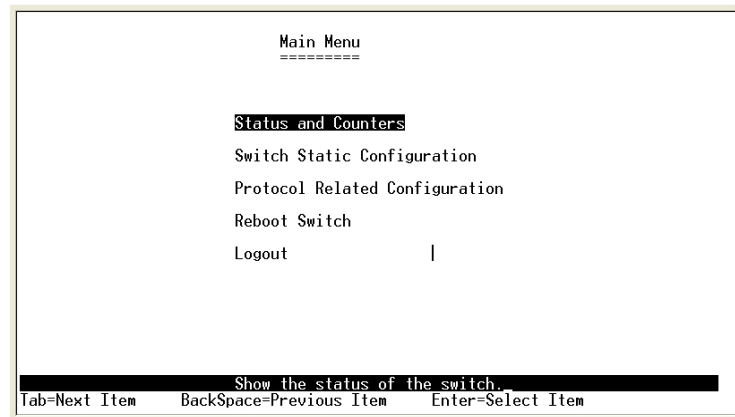 Main Menu
=========
Status and Counters
Switch Static Configuration
Protocol Related Configuration
Reboot Switch
Logout
Show the status of the switch._
Tab=Next Item BackSpace=Previous Item Enter=Select Item